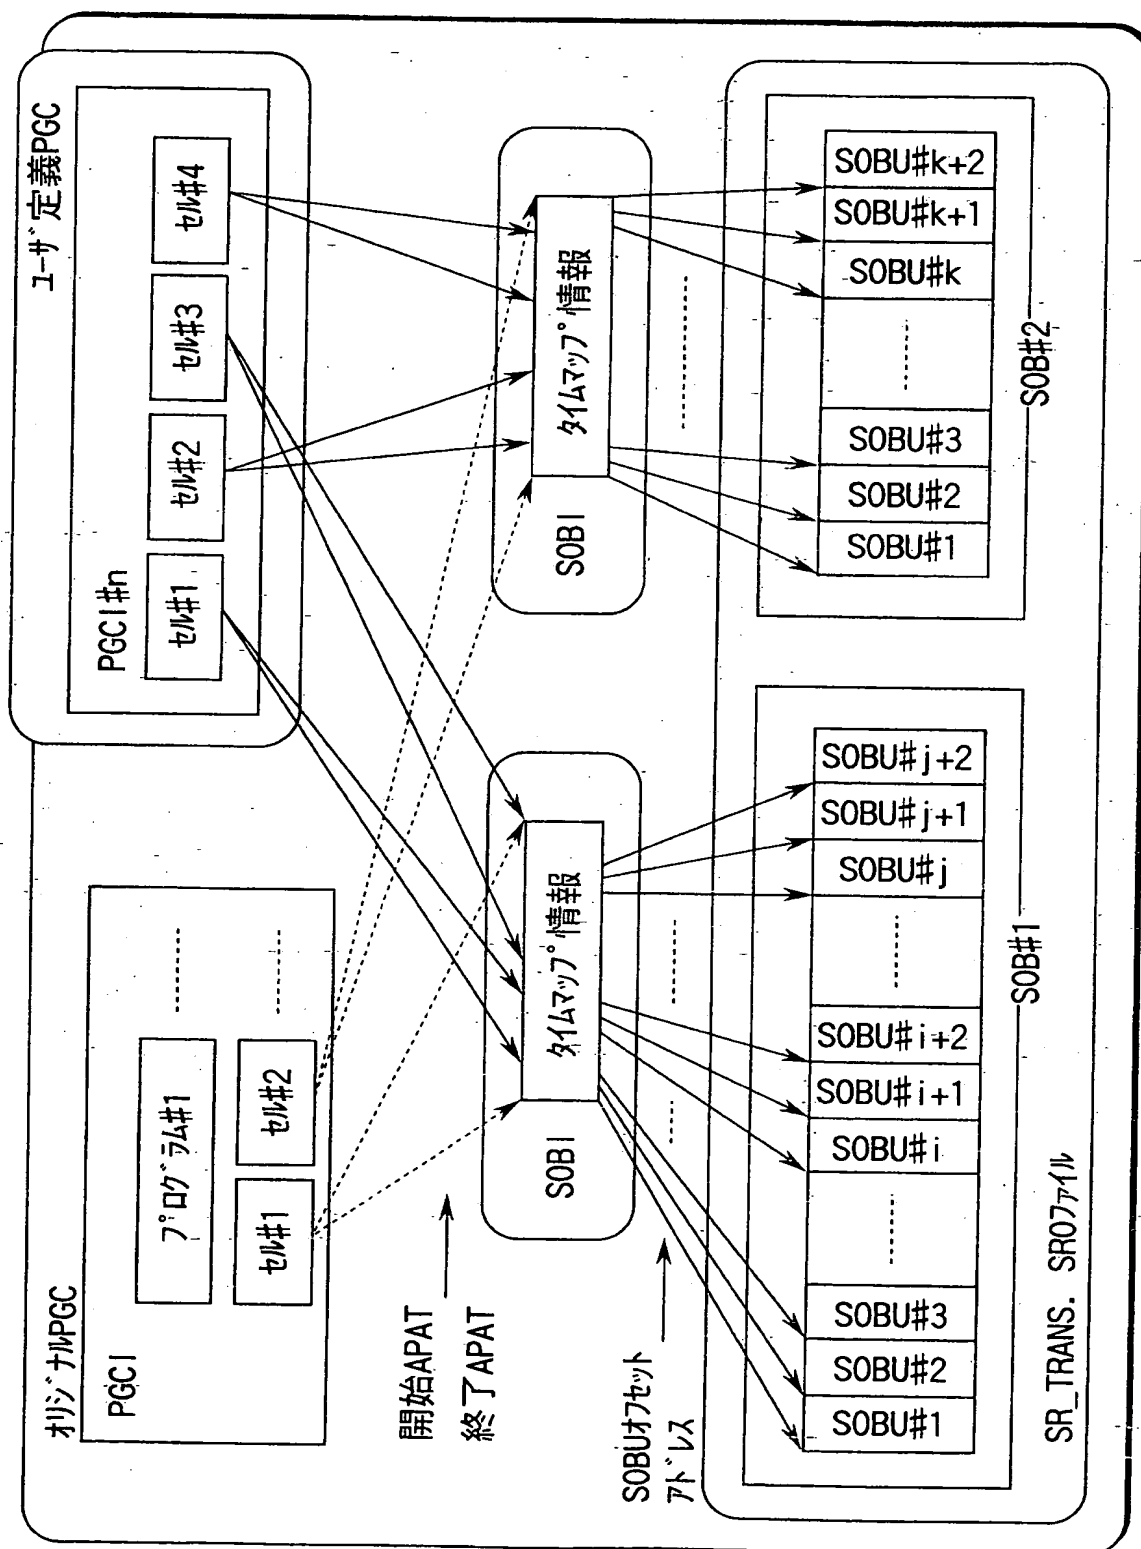 オリジナルPGC
PGCI
プログラム#1
セル#1
セル#2
ユーザ定義PGC
PGCI#n
セル#1
セル#2
セル#3
セル#4
開始APAT
終了APAT
SOBI
タイムマップ情報
SOBI
タイムマップ情報
SOBUオフセット
アドレス
SOBU#1
SOBU#2
SOBU#3
SOBU#i
SOBU#i+1
SOBU#i+2
SOBU#j
SOBU#j+1
SOBU#j+2
SOB#1
SOBU#1
SOBU#2
SOBU#3
SOBU#k
SOBU#k+1
SOBU#k+2
SOB#2
SR_TRANS. SROファイル